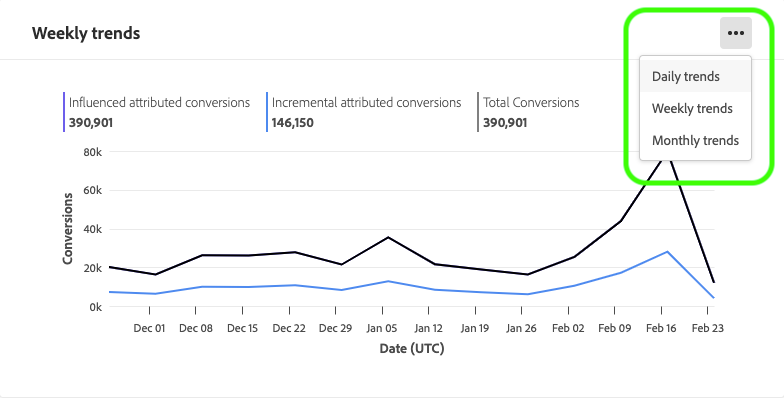 Weekly trends
Daily trends
Weekly trends
Monthly trends
Influenced attributed conversions
390,901
Incremental attributed conversions
146,150
Total Conversions
390,901
80k
60k
40k
20k
0k
Conversions
Dec 01 Dec 08 Dec 15 Dec 22 Dec 29 Jan 05 Jan 12 Jan 19 Jan 26 Feb 02 Feb 09 Feb 16 Feb 23
Date (UTC)